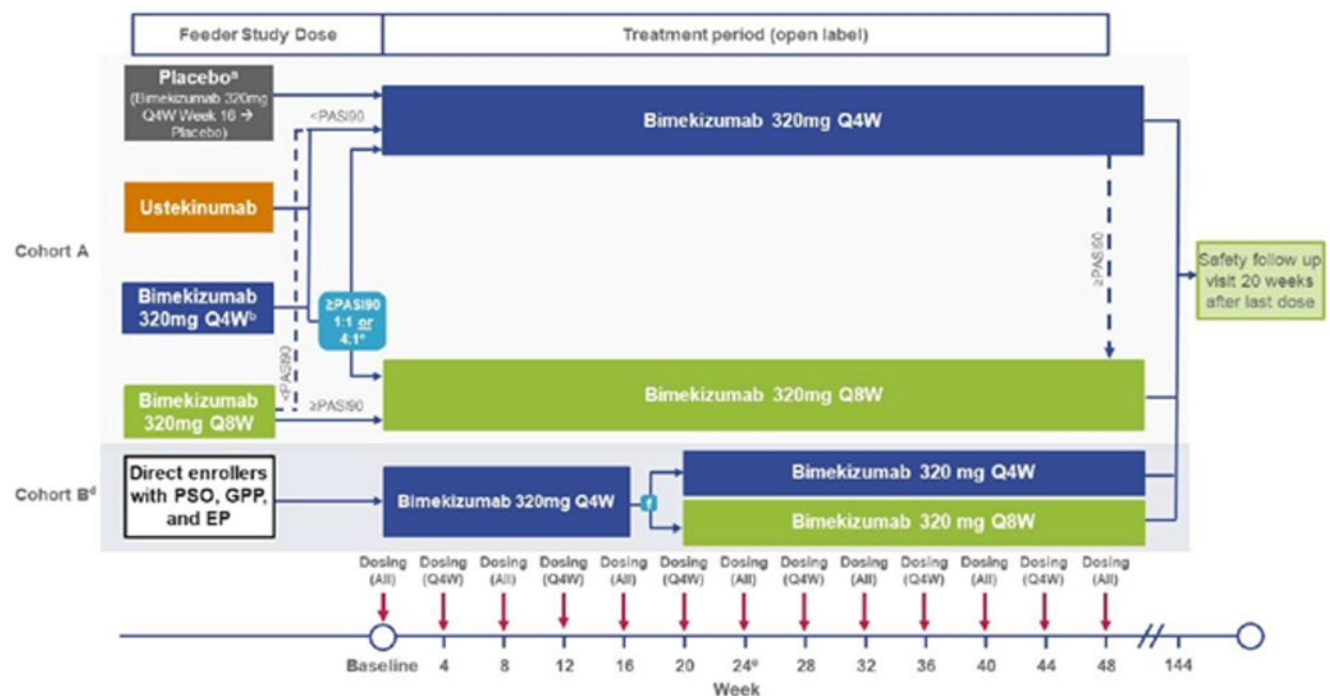 Feeder Study Dose
Treatment period (open label)
Placeboᵃ
(Bimekizumab 320mg
Q4W Week 16 →
Placebo)
<PASI90
Bimekizumab 320mg Q4W
Ustekinumab
Cohort A
Bimekizumab
320mg Q4Wᵇ
≥PASI90
1:1 or
4:1ᶜ
<PASI90
≥PASI90
Safety follow up
visit 20 weeks
after last dose
Bimekizumab
320mg Q8W
≥PASI90
Bimekizumab 320mg Q8W
Cohort Bᵈ
Direct enrollers
with PSO, GPP,
and EP
Bimekizumab 320mg Q4W
f
Bimekizumab 320 mg Q4W
Bimekizumab 320 mg Q8W
Dosing Dosing Dosing Dosing Dosing Dosing Dosing Dosing Dosing Dosing Dosing Dosing Dosing
(All) (Q4W) (All) (Q4W) (All) (Q4W) (All) (Q4W) (All) (Q4W) (All) (Q4W) (All)
Baseline 4 8 12 16 20 24ᵉ 28 32 36 40 44 48 144
Week